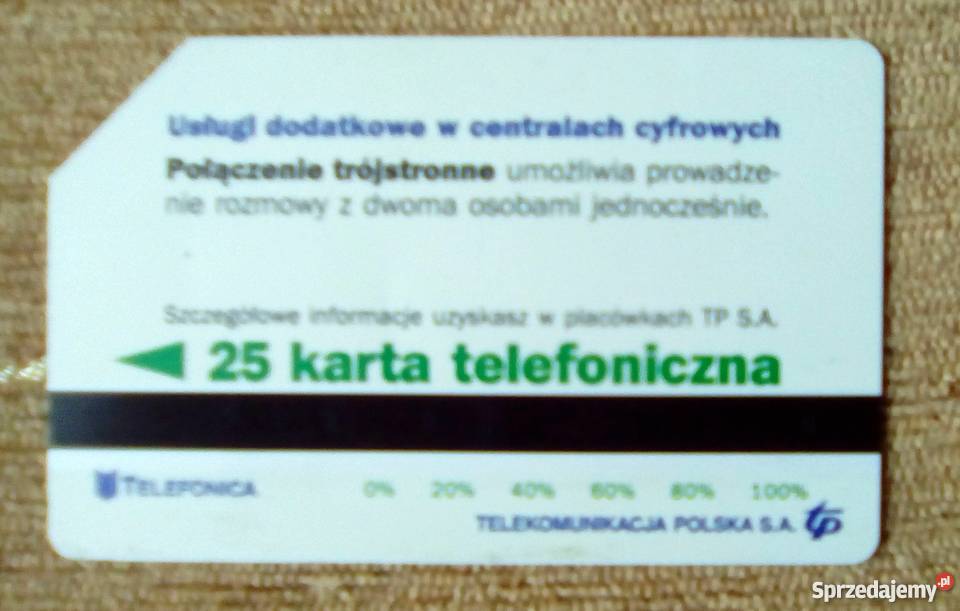 Usługi dodatkowe w centralach cyfrowych
Połączenie trójstronne umożliwia prowadze-
nie rozmowy z dwoma osobami jednocześnie.
Szczegółowe informacje uzyskasz w placówkach TP S.A.
25 karta telefoniczna
TELEFONICA 0% 20% 40% 60% 80% 100%
TELEKOMUNIKACJA POLSKA S.A. tp
Sprzedajemy.pl